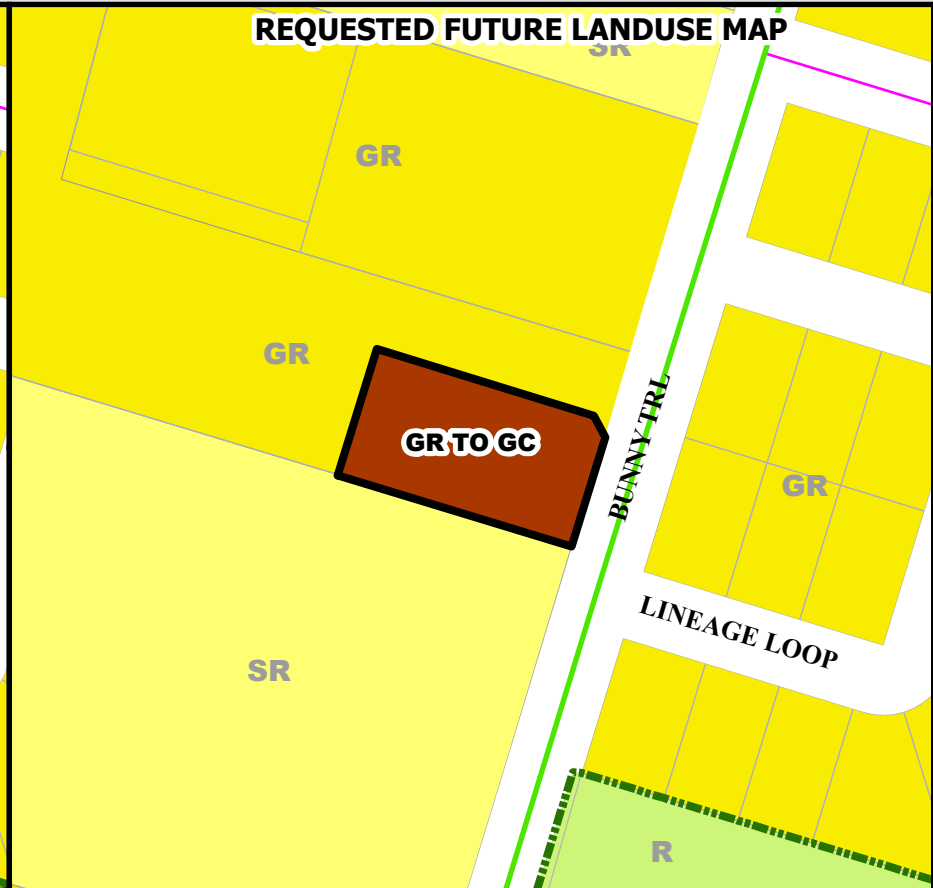 REQUESTED FUTURE LANDUSE MAP
SR
GR
GR
GR TO GC
BUNNY TRL
GR
LINEAGE LOOP
SR
R